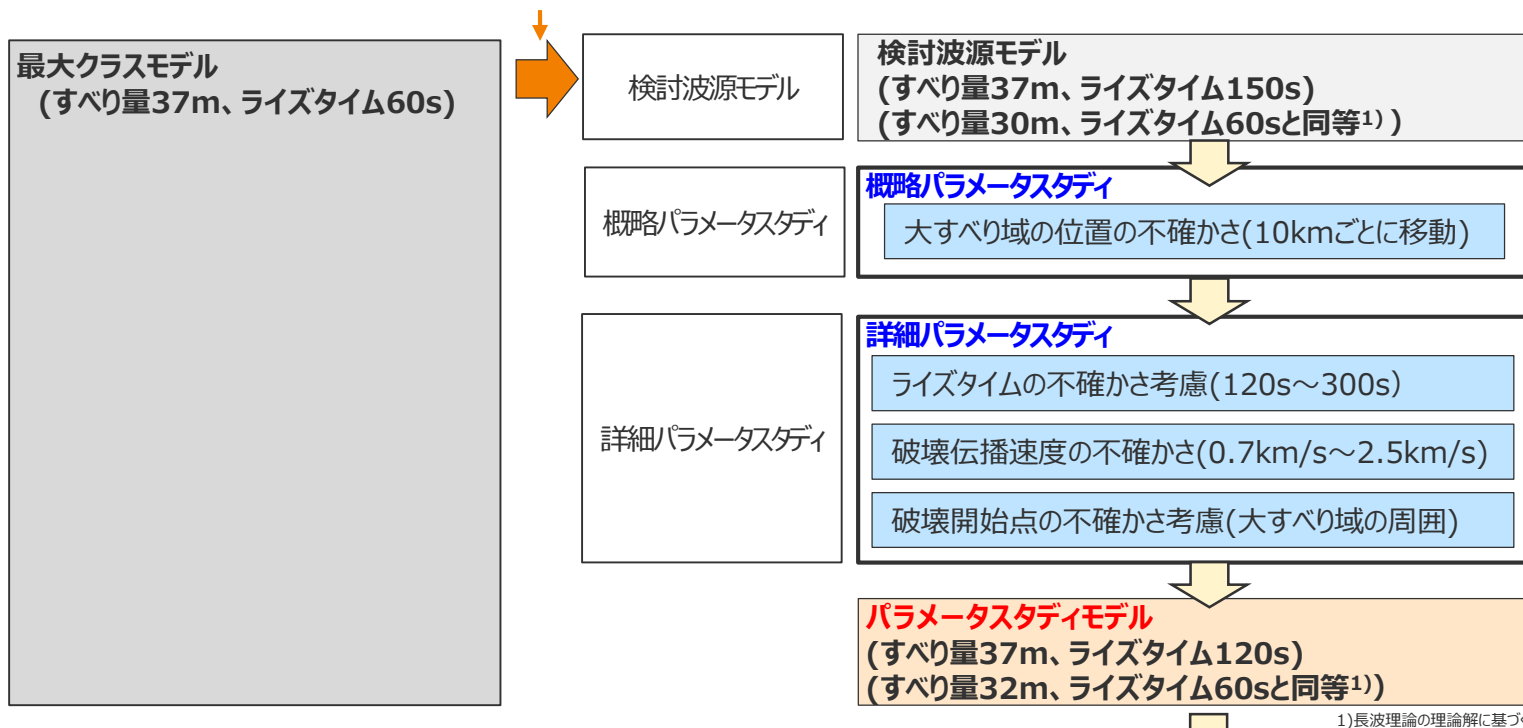 最大クラスモデル
(すべり量37m、ライズタイム60s)
検討波源モデル
検討波源モデル
(すべり量37m、ライズタイム150s)
(すべり量30m、ライズタイム60sと同等1))
概略パラメータスタディ
概略パラメータスタディ
大すべり域の位置の不確かさ(10kmごとに移動)
詳細パラメータスタディ
詳細パラメータスタディ
ライズタイムの不確かさ考慮(120s～300s)
破壊伝播速度の不確かさ(0.7km/s～2.5km/s)
破壊開始点の不確かさ考慮(大すべり域の周囲)
パラメータスタディモデル
(すべり量37m、ライズタイム120s)
(すべり量32m、ライズタイム60sと同等1))
1)長波理論の理論解に基づ